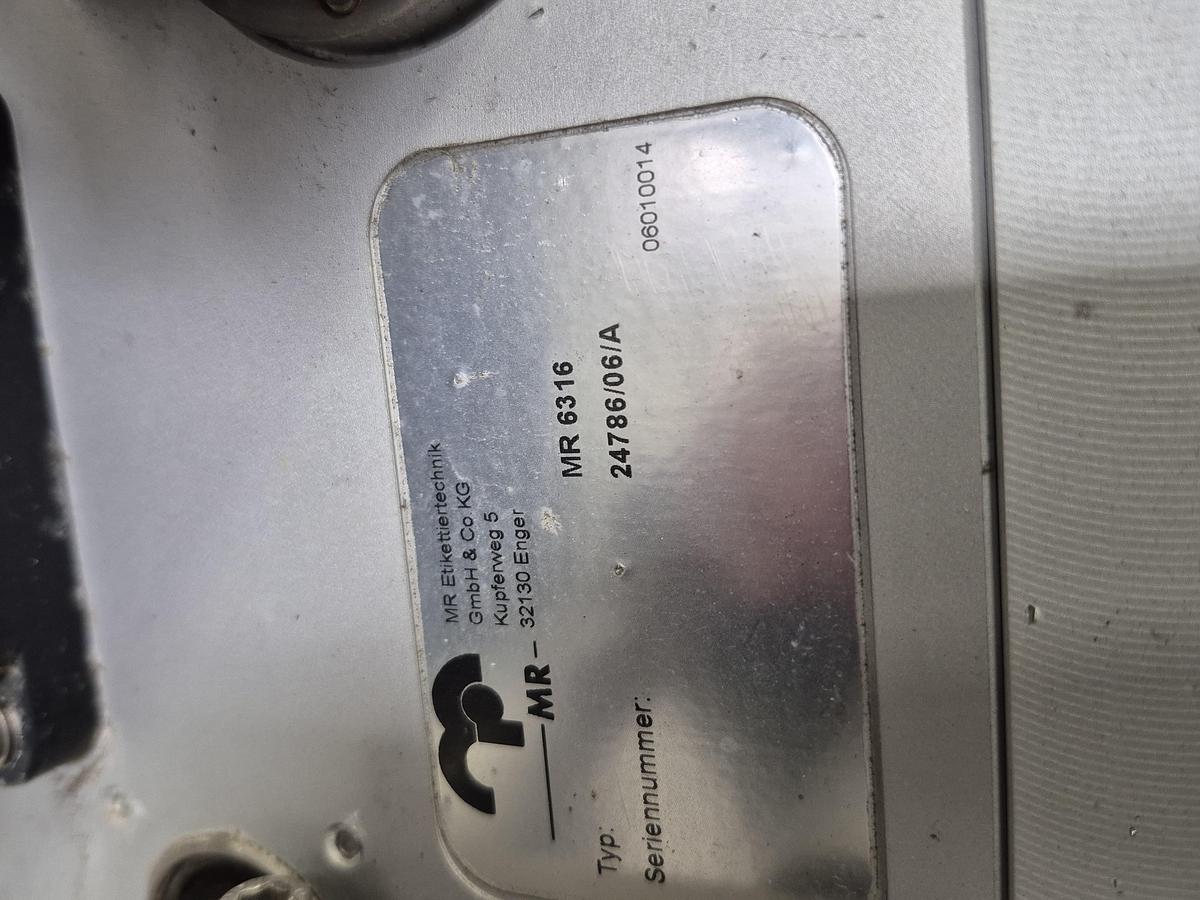 MR Etikettiertechnik
GmbH & Co KG
Kupferweg 5
32130 Enger
MR
Typ: MR 6316
Seriennummer: 24786/06/A
06010014